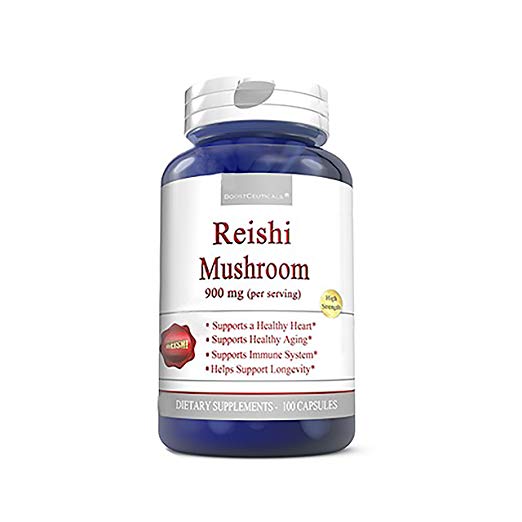 BOOSTCEUTICALS®
Reishi
Mushroom
900 mg (per serving)
High
Strength
• Supports a Healthy Heart*
• Supports Healthy Aging*
• Supports Immune System*
• Helps Support Longevity*
REISHI
DIETARY SUPPLEMENTS - 100 CAPSULES